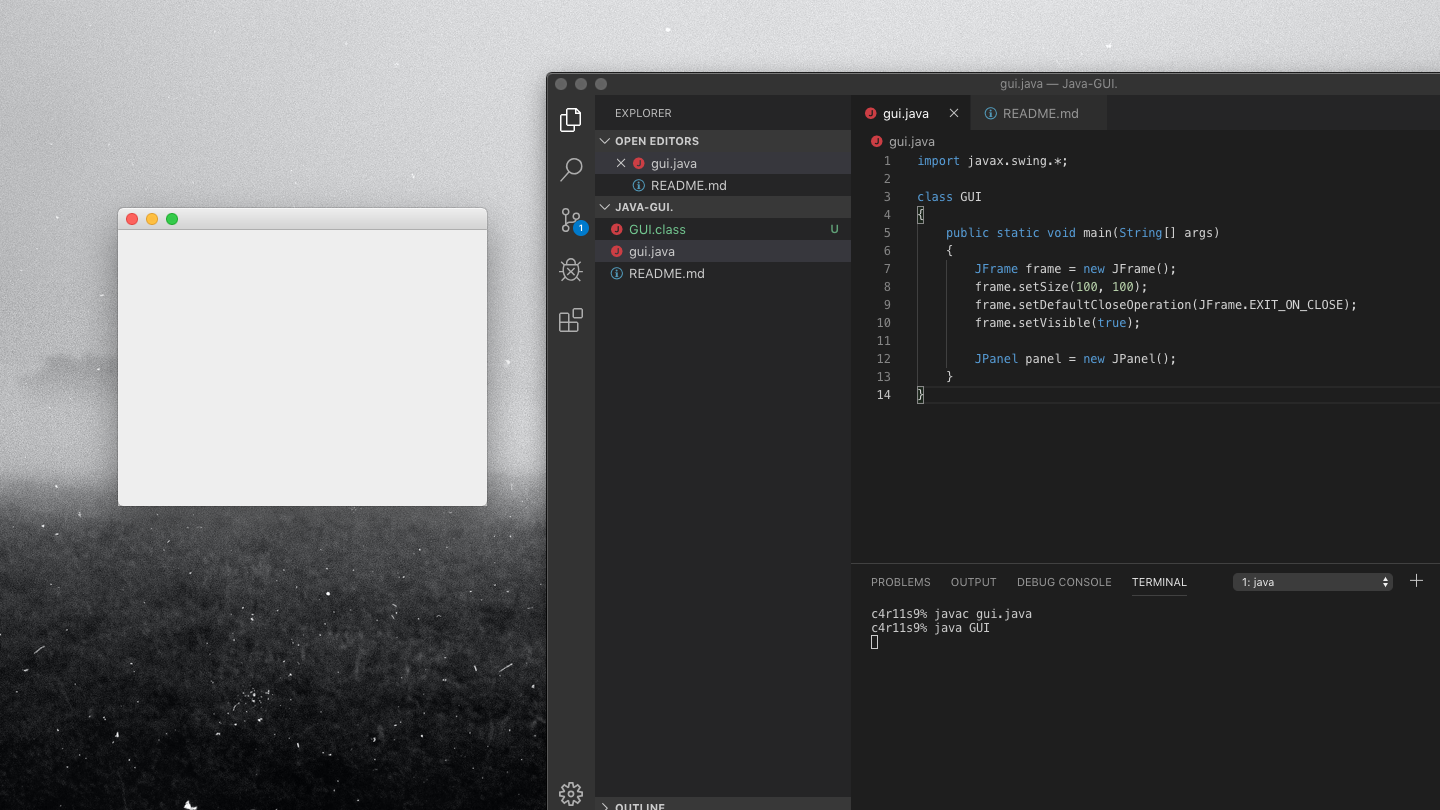 gui.java — Java-GUI.
EXPLORER
OPEN EDITORS
gui.java
README.md
JAVA-GUI.
GUI.class U
gui.java
README.md
1
OUTLINE
gui.java README.md
gui.java
1 import javax.swing.*;
2
3 class GUI
4 {
5 public static void main(String[] args)
6 {
7 JFrame frame = new JFrame();
8 frame.setSize(100, 100);
9 frame.setDefaultCloseOperation(JFrame.EXIT_ON_CLOSE);
10 frame.setVisible(true);
11
12 JPanel panel = new JPanel();
13 }
14 }
PROBLEMS OUTPUT DEBUG CONSOLE TERMINAL 1: java
c4r11s9% javac gui.java
c4r11s9% java GUI